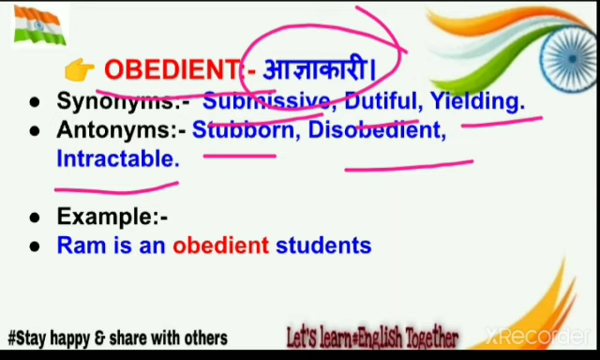 👉 OBEDIENT:- आज्ञाकारी।
● Synonyms:- Submissive, Dutiful, Yielding.
● Antonyms:- Stubborn, Disobedient,
Intractable.
● Example:-
● Ram is an obedient students
#Stay happy & share with others
Let's learn English Together
XRecorder